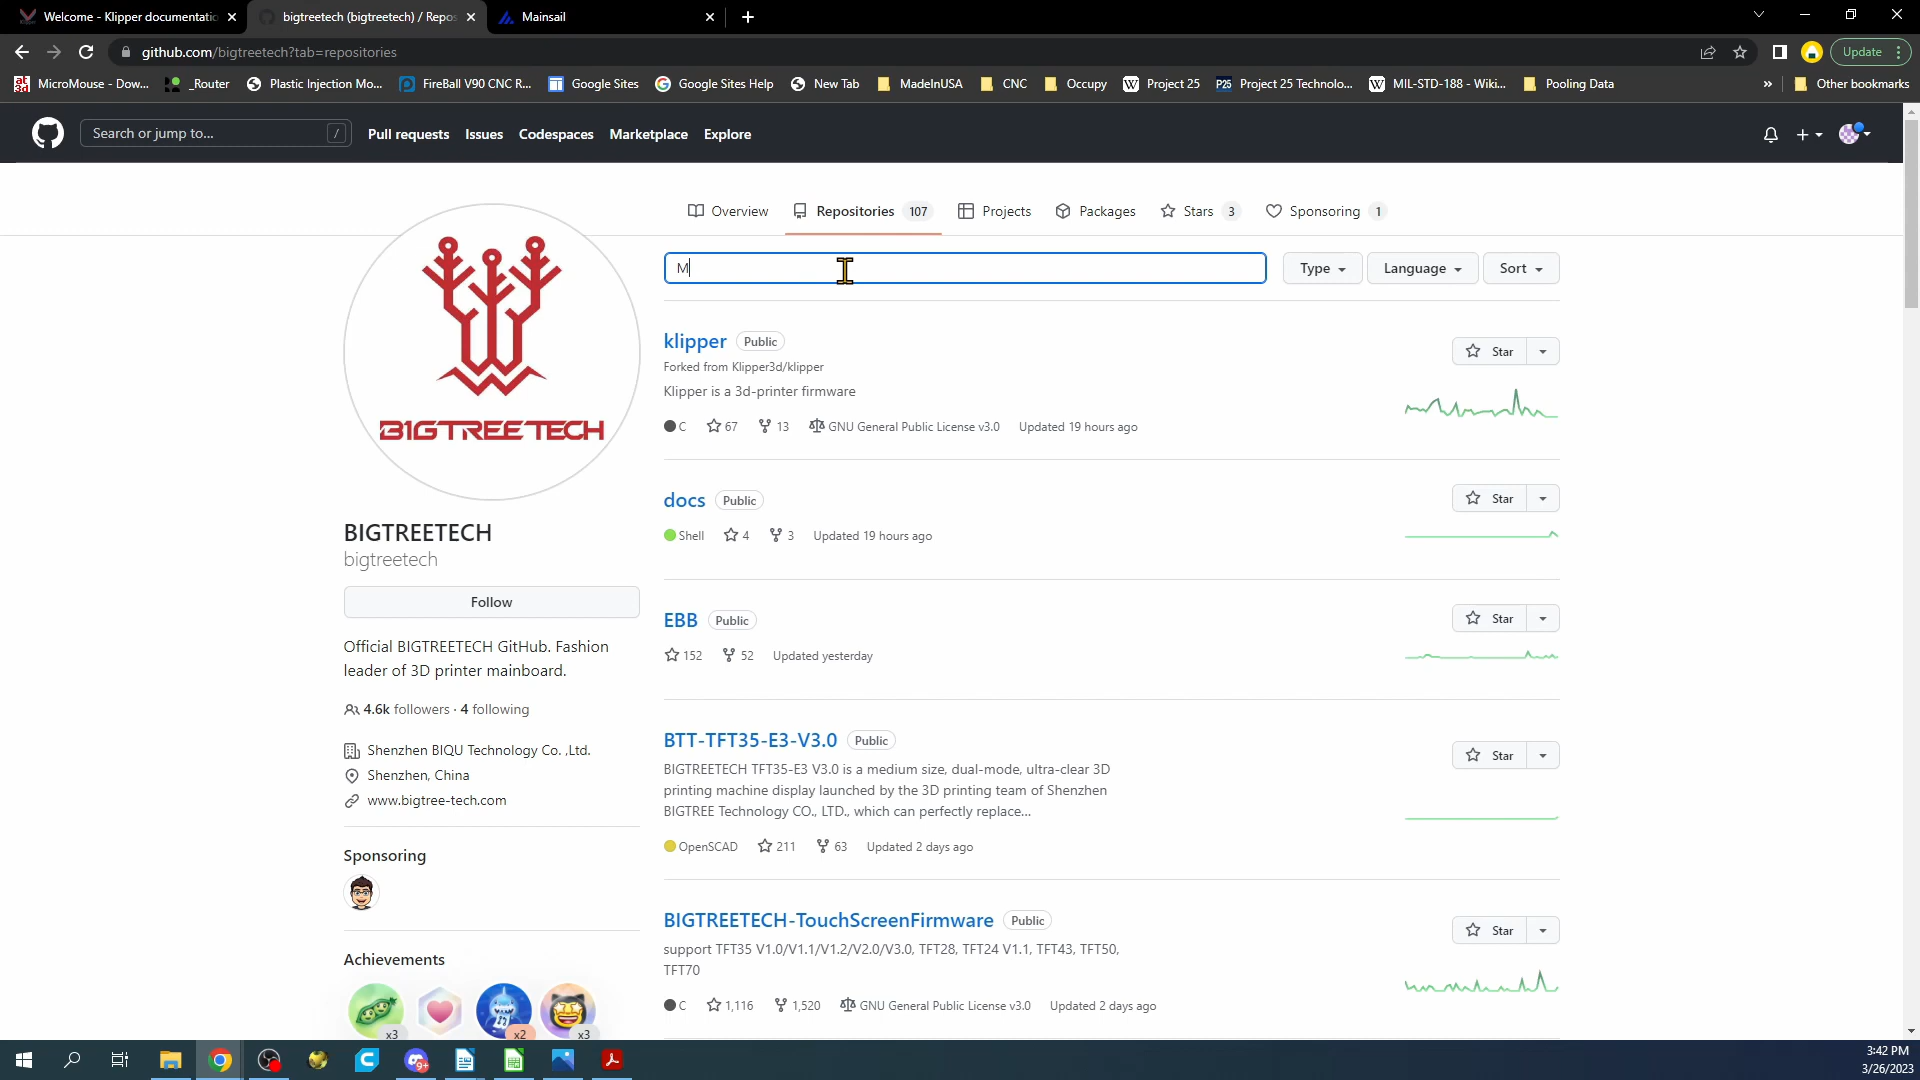 Welcome - Klipper documentatio
bigtreetech (bigtreetech) / Repos
Mainsail
github.com/bigtreetech?tab=repositories
Update
MicroMouse - Dow...
_Router
Plastic Injection Mo...
FireBall V90 CNC R...
Google Sites
Google Sites Help
New Tab
MadeInUSA
CNC
Occupy
Project 25
P25 Project 25 Technolo...
MIL-STD-188 - Wiki...
Pooling Data
»
Other bookmarks
Search or jump to...
/
Pull requests
Issues
Codespaces
Marketplace
Explore
Overview
Repositories 107
Projects
Packages
Stars 3
Sponsoring 1
M
Type
Language
Sort
BIGTREETECH
BIGTREETECH
bigtreetech
Follow
Official BIGTREETECH GitHub. Fashion
leader of 3D printer mainboard.
4.6k followers · 4 following
Shenzhen BIQU Technology Co. ,Ltd.
Shenzhen, China
www.bigtree-tech.com
Sponsoring
Achievements
x3
x2
x3
klipper Public
Forked from Klipper3d/klipper
Klipper is a 3d-printer firmware
C 67 13 GNU General Public License v3.0 Updated 19 hours ago
Star
docs Public
Shell 4 3 Updated 19 hours ago
Star
EBB Public
152 52 Updated yesterday
Star
BTT-TFT35-E3-V3.0 Public
BIGTREETECH TFT35-E3 V3.0 is a medium size, dual-mode, ultra-clear 3D
printing machine display launched by the 3D printing team of Shenzhen
BIGTREE Technology CO., LTD., which can perfectly replace...
OpenSCAD 211 63 Updated 2 days ago
Star
BIGTREETECH-TouchScreenFirmware Public
support TFT35 V1.0/V1.1/V1.2/V2.0/V3.0, TFT28, TFT24 V1.1, TFT43, TFT50,
TFT70
C 1,116 1,520 GNU General Public License v3.0 Updated 2 days ago
Star
9+
3:42 PM
3/26/2023